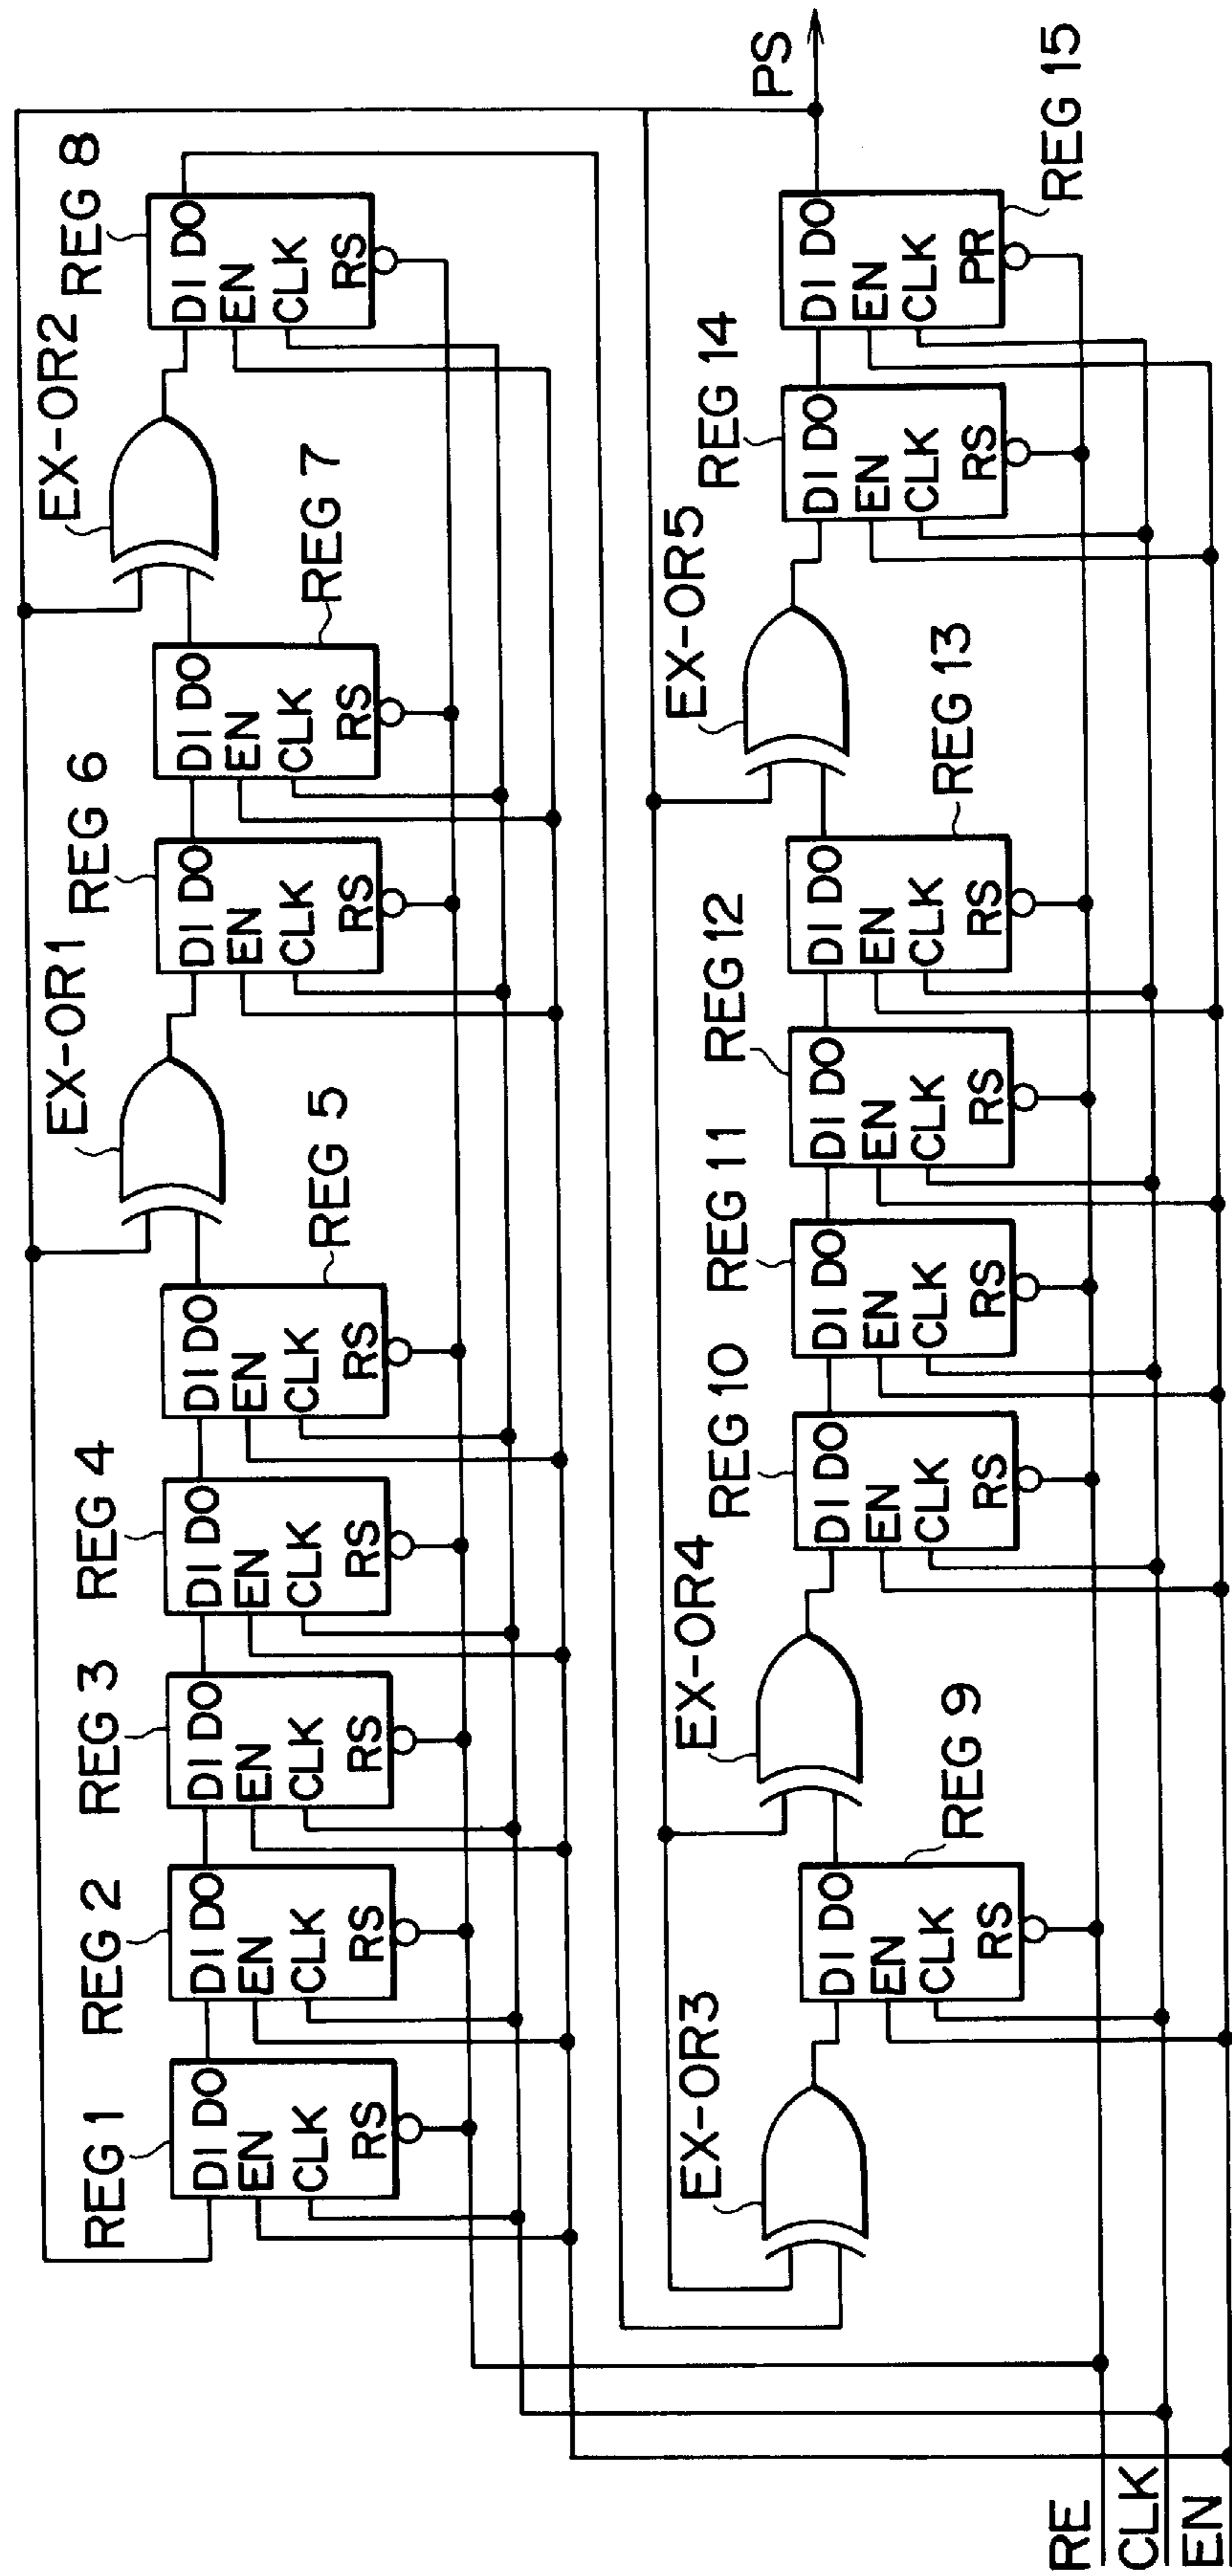 REG 1
REG 2
REG 3
REG 4
REG 5
EX-OR1
REG 6
REG 7
EX-OR2
REG 8
DI DO
EN
CLK
RS
DI DO
EN
CLK
RS
DI DO
EN
CLK
RS
DI DO
EN
CLK
RS
DI DO
EN
CLK
RS
DI DO
EN
CLK
RS
DI DO
EN
CLK
RS
DI DO
EN
CLK
RS
EX-OR3
REG 9
EX-OR4
REG 10
REG 11
REG 12
REG 13
EX-OR5
REG 14
REG 15
PS
DI DO
EN
CLK
RS
DI DO
EN
CLK
RS
DI DO
EN
CLK
RS
DI DO
EN
CLK
RS
DI DO
EN
CLK
RS
DI DO
EN
CLK
RS
DI DO
EN
CLK
PR
RE
CLK
EN